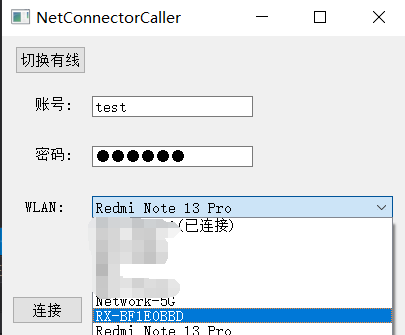 NetConnectorCaller
切换有线
账号:
test
密码:
●●●●●●
WLAN:
Redmi Note 13 Pro
(已连接)
Network-5G
RX-BF1E0BBD
Redmi Note 13 Pro
连接